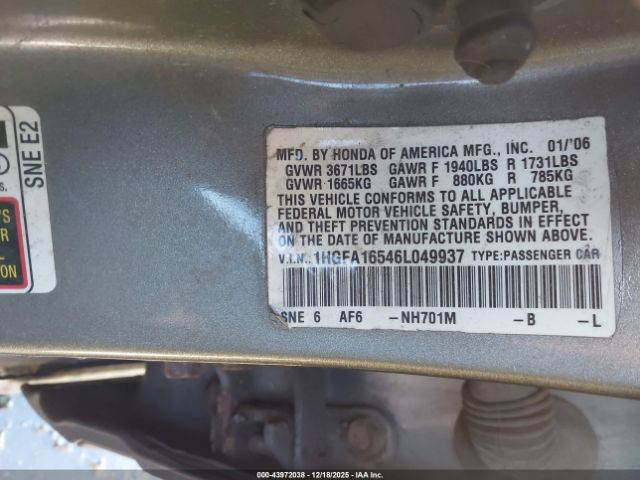 SNE E2
s.
'S
R
L-
ION
MFD. BY HONDA OF AMERICA MFG., INC. 01/'06
GVWR 3671LBS GAWR F 1940LBS R 1731LBS
GVWR 1665KG GAWR F 880KG R 785KG
THIS VEHICLE CONFORMS TO ALL APPLICABLE
FEDERAL MOTOR VEHICLE SAFETY, BUMPER,
AND THEFT PREVENTION STANDARDS IN EFFECT
ON THE DATE OF MANUFACTURE SHOWN ABOVE.
V.I.N.: 1HGFA16546L049937 TYPE:PASSENGER CAR
SNE 6 AF6 -NH701M -B -L
000-43972038 - 12/18/2025 - IAA Inc.